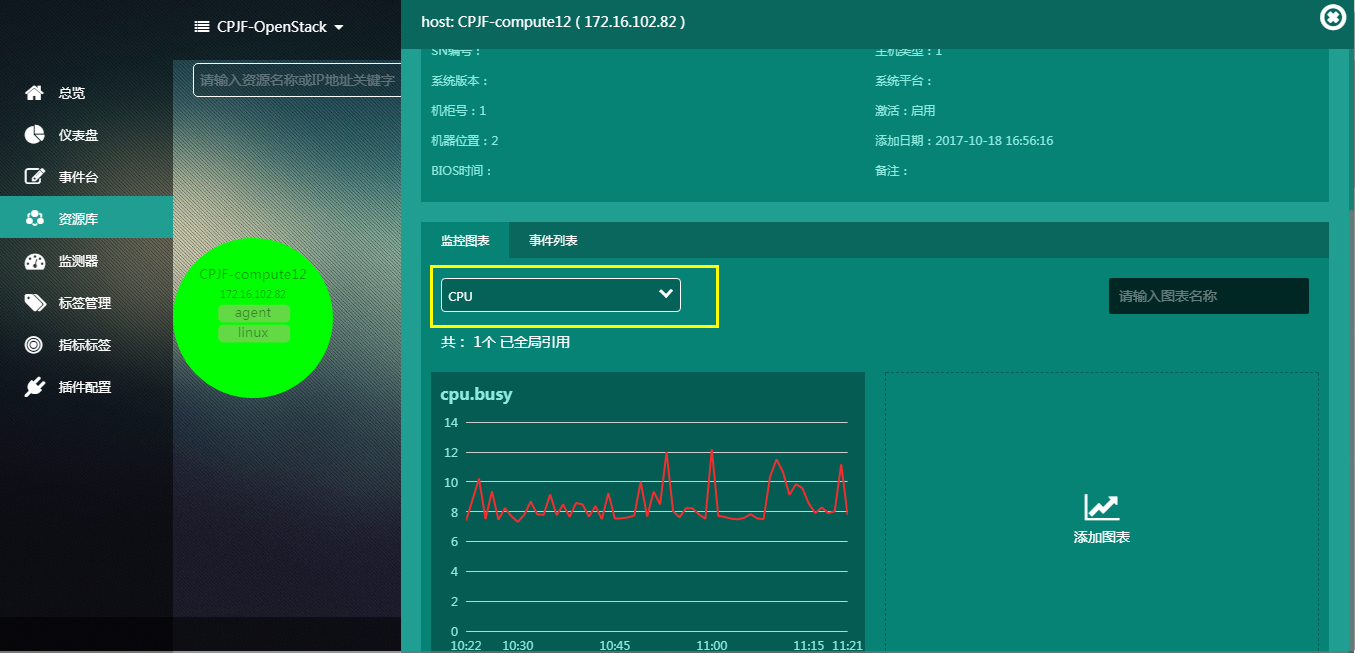 CPJF-OpenStack
host: CPJF-compute12 ( 172.16.102.82 )
请输入资源名称或IP地址关键字
总览
仪表盘
事件台
资源库
监测器
标签管理
指标标签
插件配置
CPJF-compute12
172.16.102.82
agent
linux
SN编号：
主机类型：1
系统版本：
系统平台：
机柜号：1
激活：启用
机器位置：2
添加日期：2017-10-18 16:56:16
BIOS时间：
备注：
监控图表
事件列表
CPU
请输入图表名称
共： 1个 已全局引用
cpu.busy
14
12
10
8
6
4
2
0
10:22 10:30 10:45 11:00 11:15 11:21
添加图表